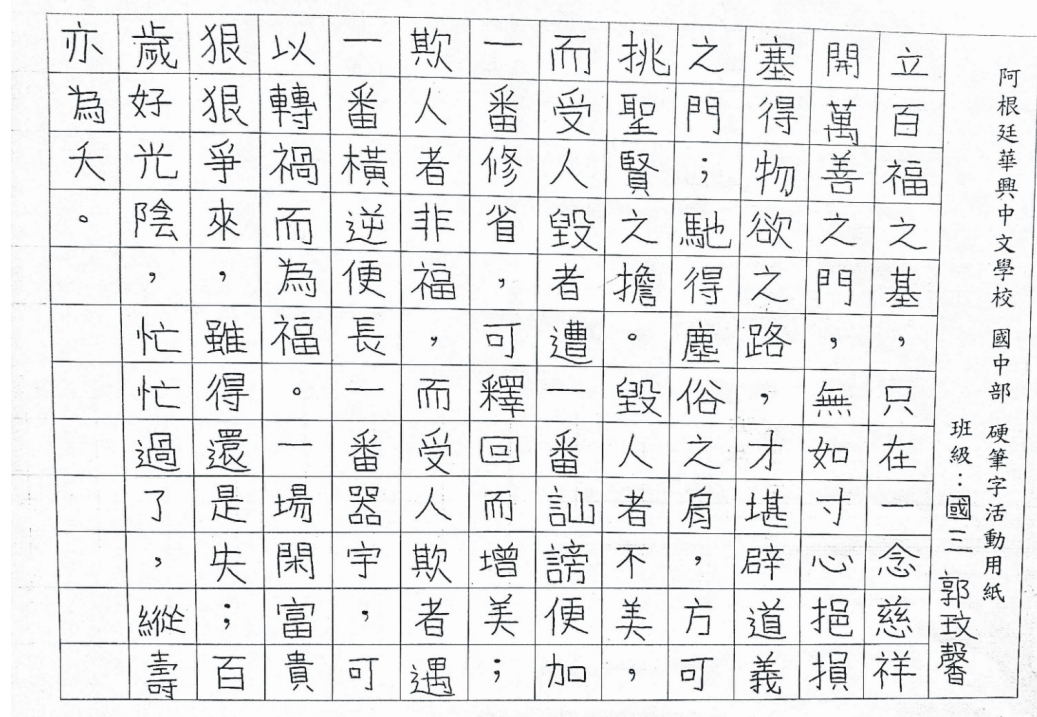 阿根廷華興中文學校 國中部 硬筆字活動用紙
班級：國三 郭玟馨
立百福之基，只在一念慈祥
開萬善之門，無如寸心挹損
塞得物欲之路，才堪辟道義
之門；馳得塵俗之肩，方可
挑聖賢之擔。毀人者不美，
而受人毀者遭一番訕謗便加
一番修省，可釋回而增美；
欺人者非福，而受人欺者遇
一番橫逆便長一番器宇，可
以轉禍而為福。一場閑富貴
狠狠爭來，雖得還是失；百
歲好光陰，忙忙過了，縱壽
亦為夭。